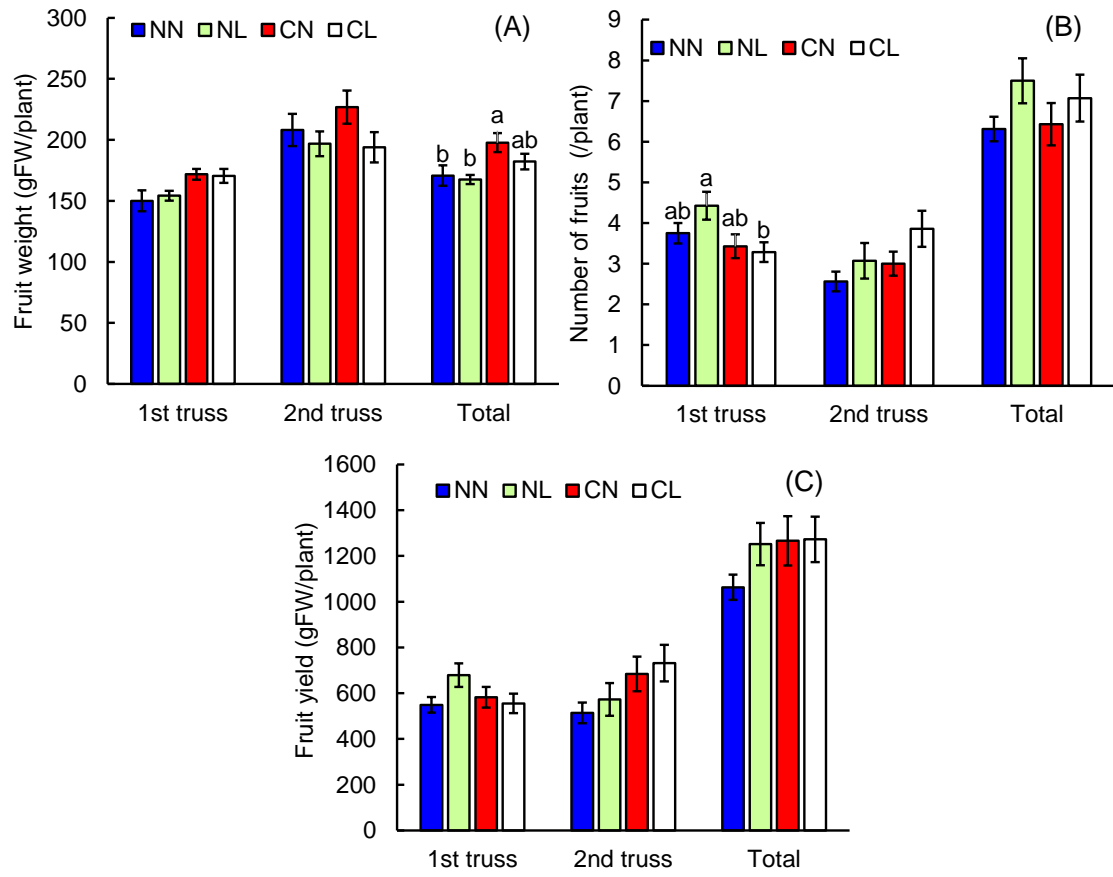 (A)
NN NL CN CL
Fruit weight (gFW/plant)
300
250
200
150
100
50
0
b b a ab
1st truss 2nd truss Total
(B)
NN NL CN CL
Number of fruits (/plant)
9
8
7
6
5
4
3
2
1
0
ab a ab b
1st truss 2nd truss Total
(C)
NN NL CN CL
Fruit yield (gFW/plant)
1600
1400
1200
1000
800
600
400
200
0
1st truss 2nd truss Total